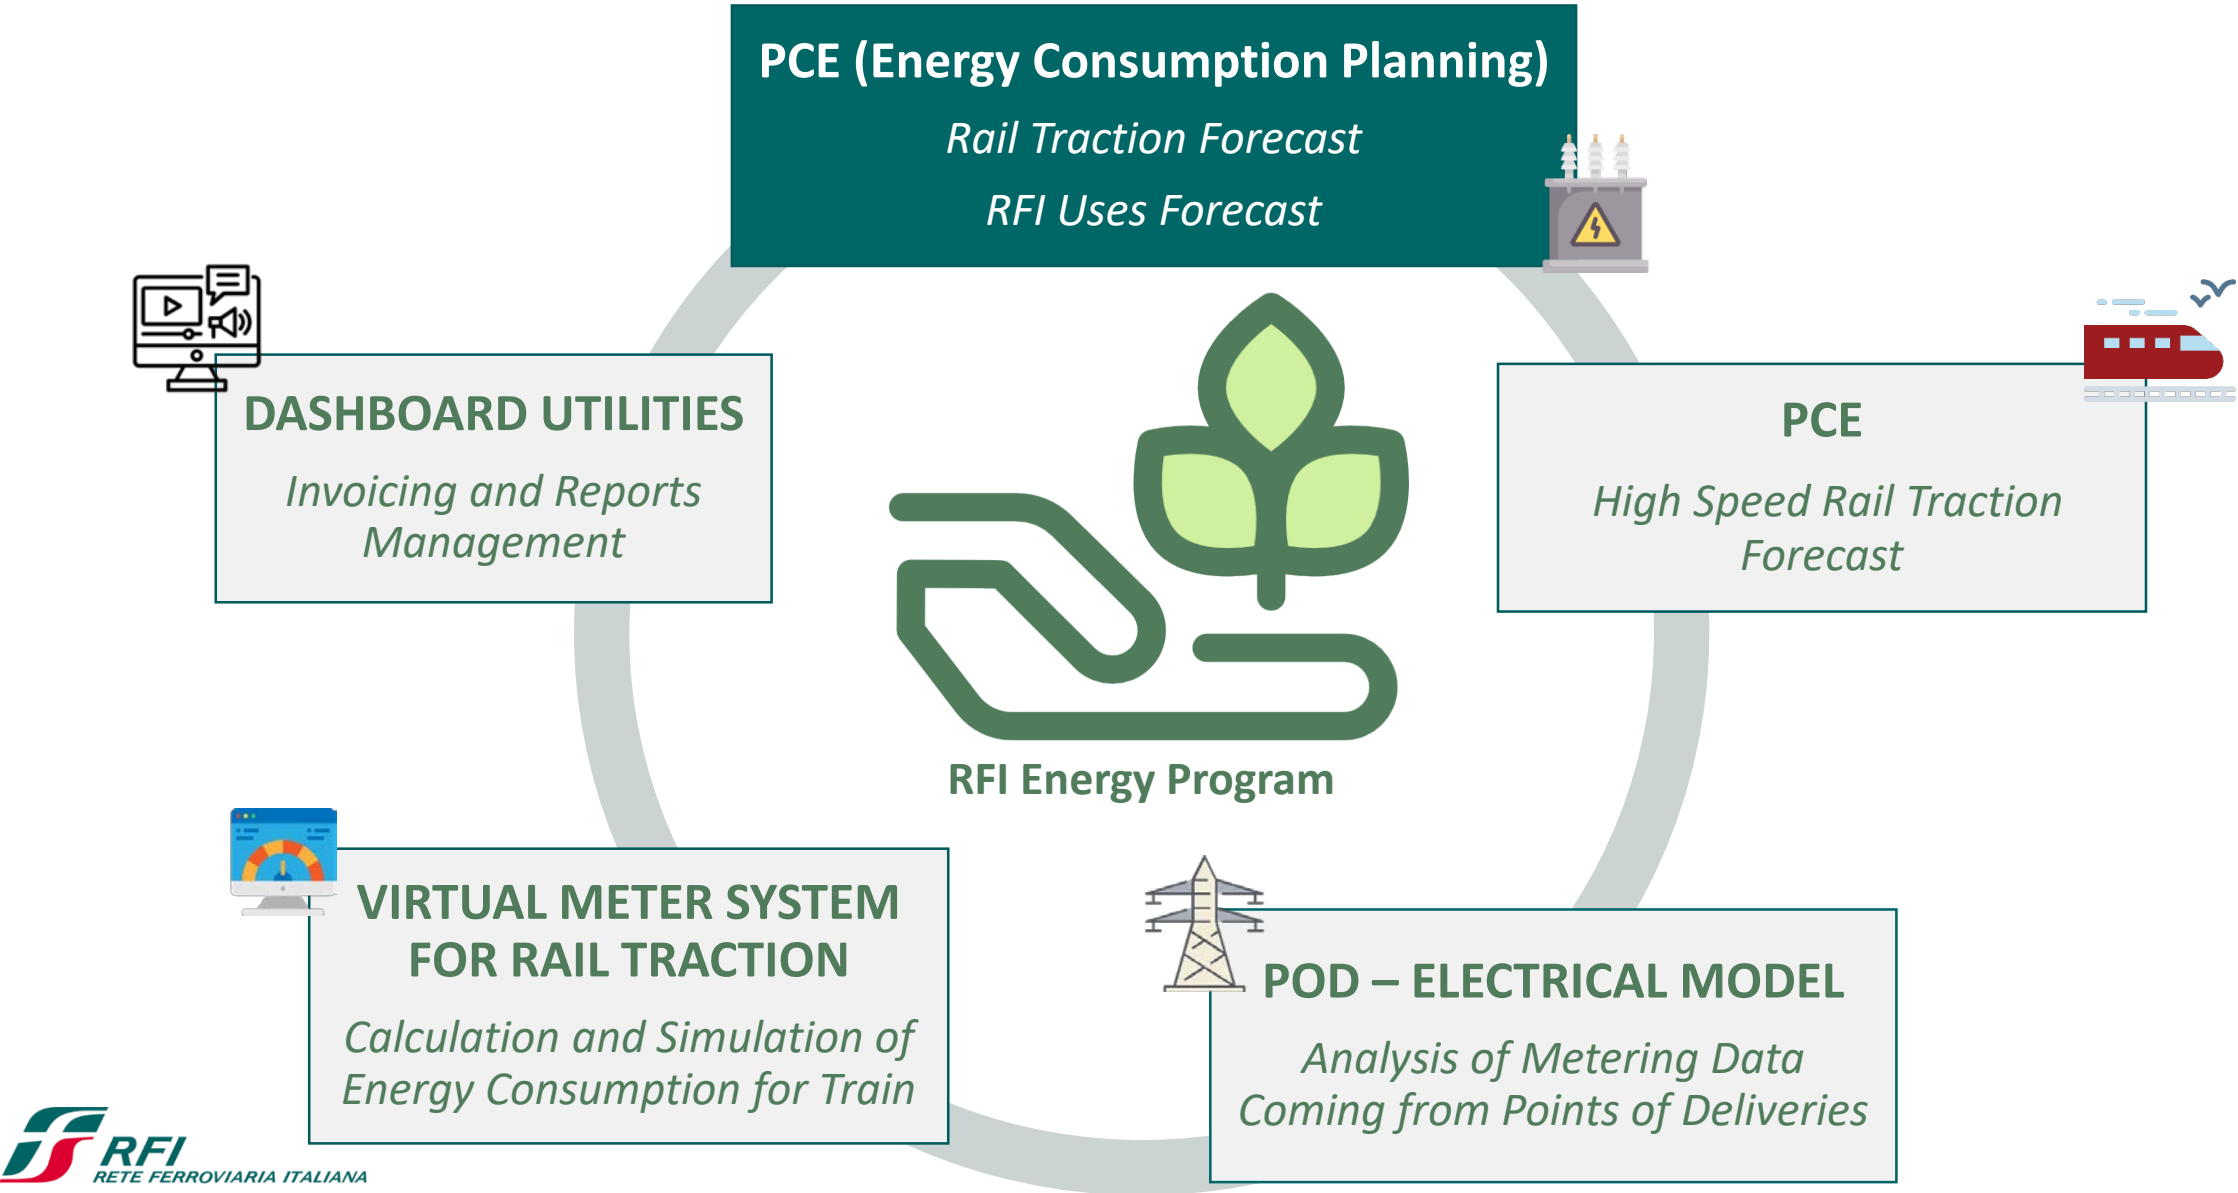 PCE (Energy Consumption Planning)
Rail Traction Forecast
RFI Uses Forecast
DASHBOARD UTILITIES
Invoicing and Reports
Management
PCE
High Speed Rail Traction
Forecast
RFI Energy Program
VIRTUAL METER SYSTEM
FOR RAIL TRACTION
Calculation and Simulation of
Energy Consumption for Train
POD – ELECTRICAL MODEL
Analysis of Metering Data
Coming from Points of Deliveries
RFI
RETE FERROVIARIA ITALIANA